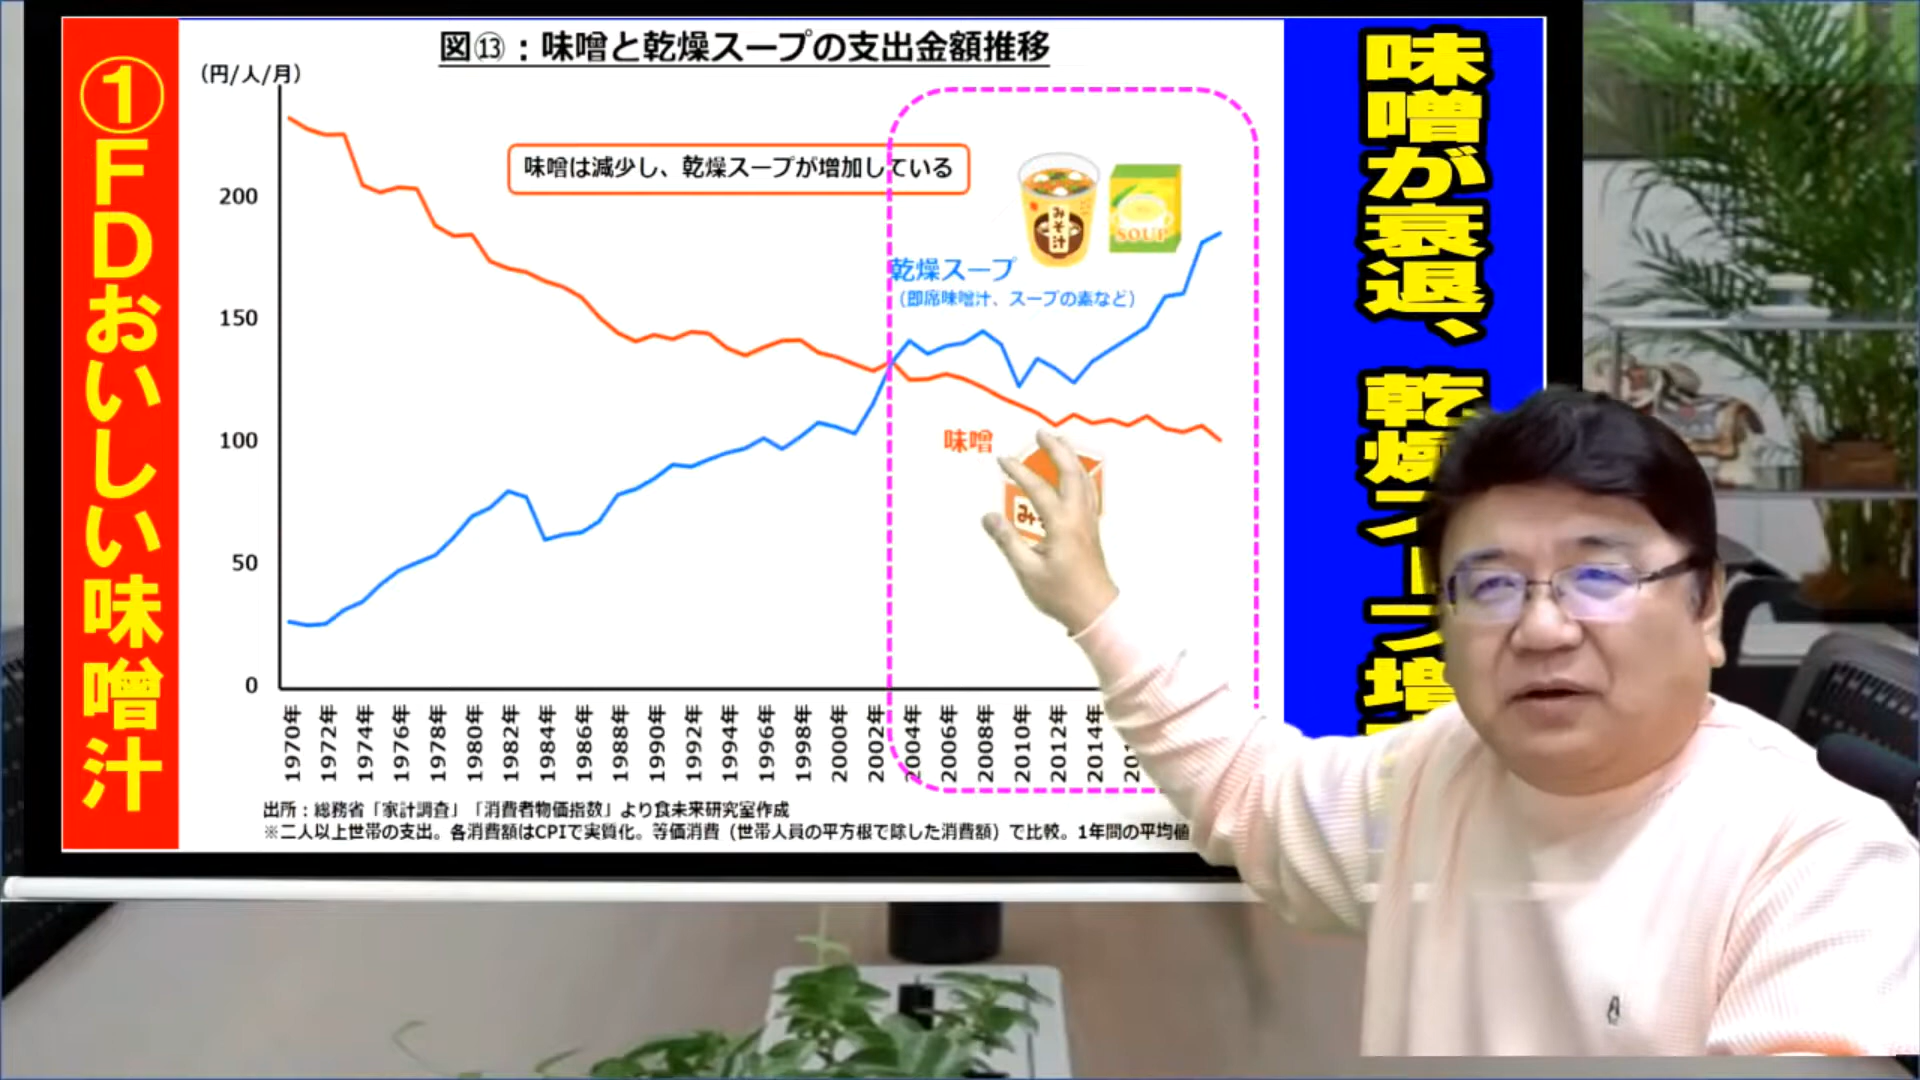 ①FDおいしい味噌汁
図⑬：味噌と乾燥スープの支出金額推移
（円/人/月）
味噌は減少し、乾燥スープが増加している
みそ汁
SOUP
乾燥スープ
（即席味噌汁、スープの素など）
味噌
み
200
150
100
50
0
1970年
1972年
1974年
1976年
1978年
1980年
1982年
1984年
1986年
1988年
1990年
1992年
1994年
1996年
1998年
2000年
2002年
2004年
2006年
2008年
2010年
2012年
2014年
出所：総務省「家計調査」「消費者物価指数」より食未来研究室作成
※二人以上世帯の支出。各消費額はCPIで実質化。等価消費（世帯人員の平方根で除した消費額）で比較。1年間の平均値
味噌が衰退、乾燥スープ増